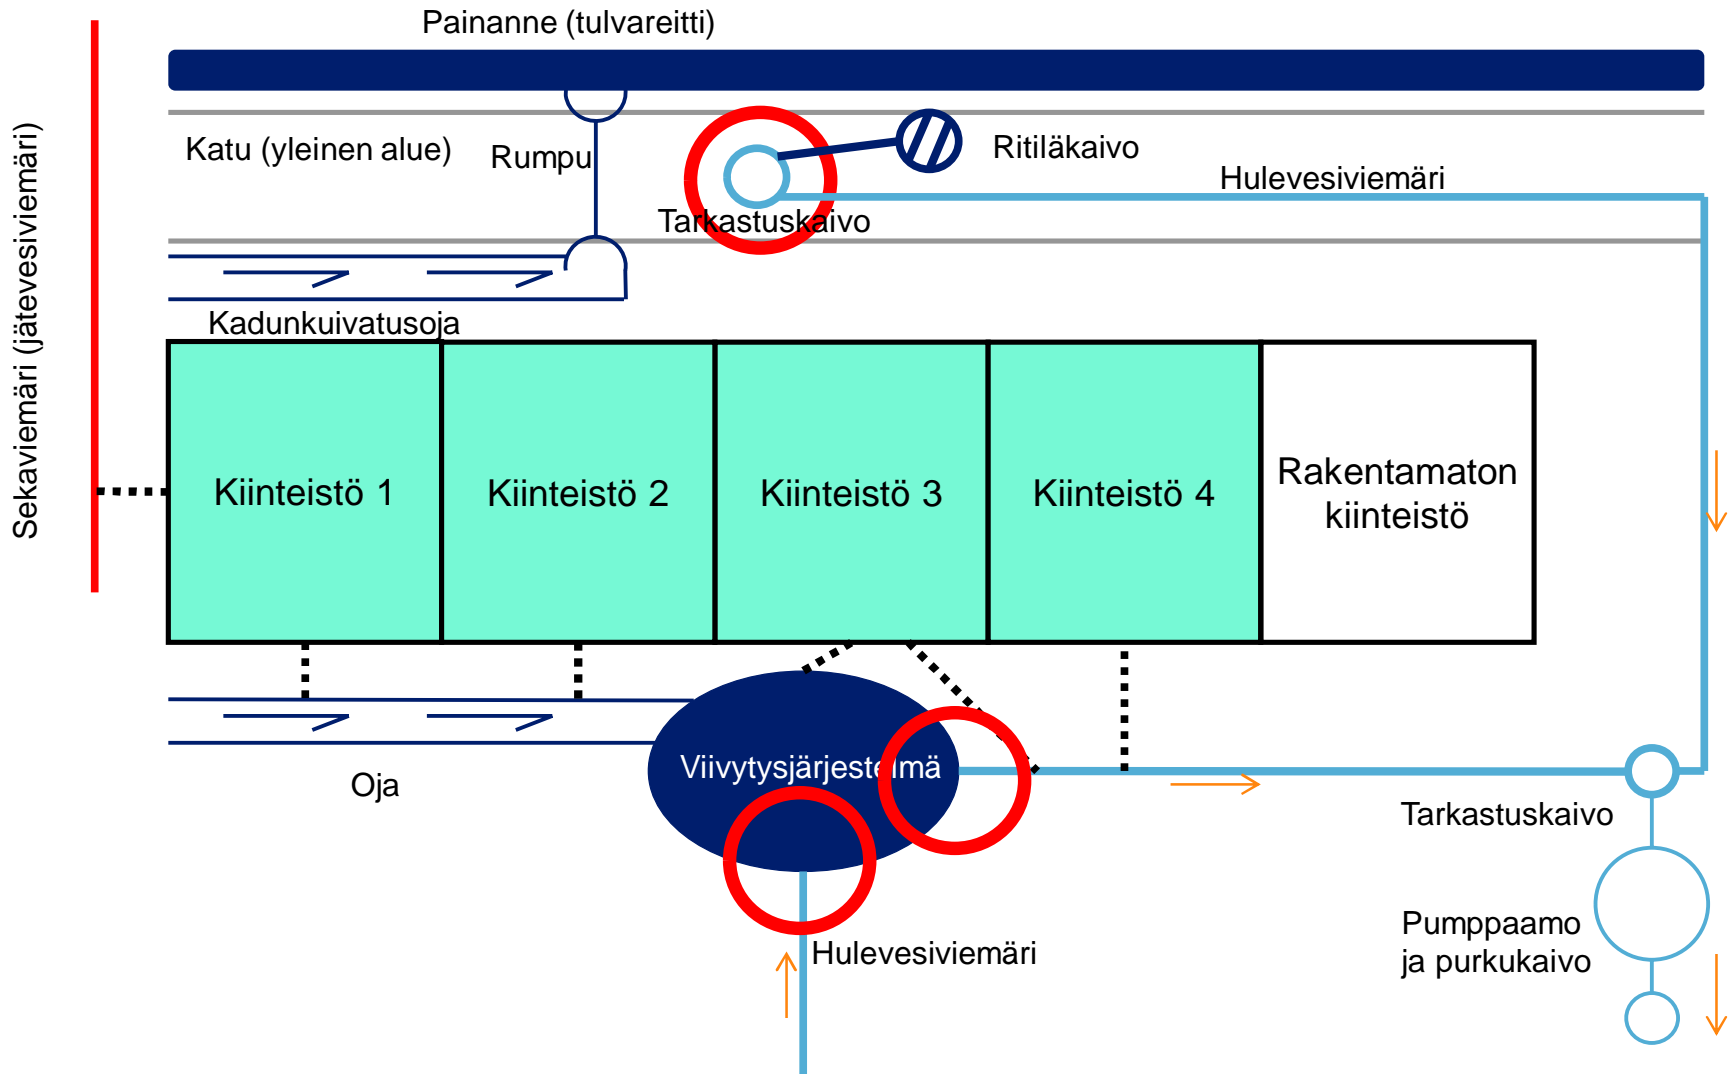 Painanne (tulvareitti)
Sekaviemäri (jätevesiviemäri)
Katu (yleinen alue)
Rumpu
Ritiläkaivo
Hulevesiviemäri
Tarkastuskaivo
Kadunkuivatusoja
Kiinteistö 1
Kiinteistö 2
Kiinteistö 3
Kiinteistö 4
Rakentamaton
kiinteistö
Viivytysjärjestelmä
Oja
Tarkastuskaivo
Hulevesiviemäri
Pumppaamo
ja purkukaivo